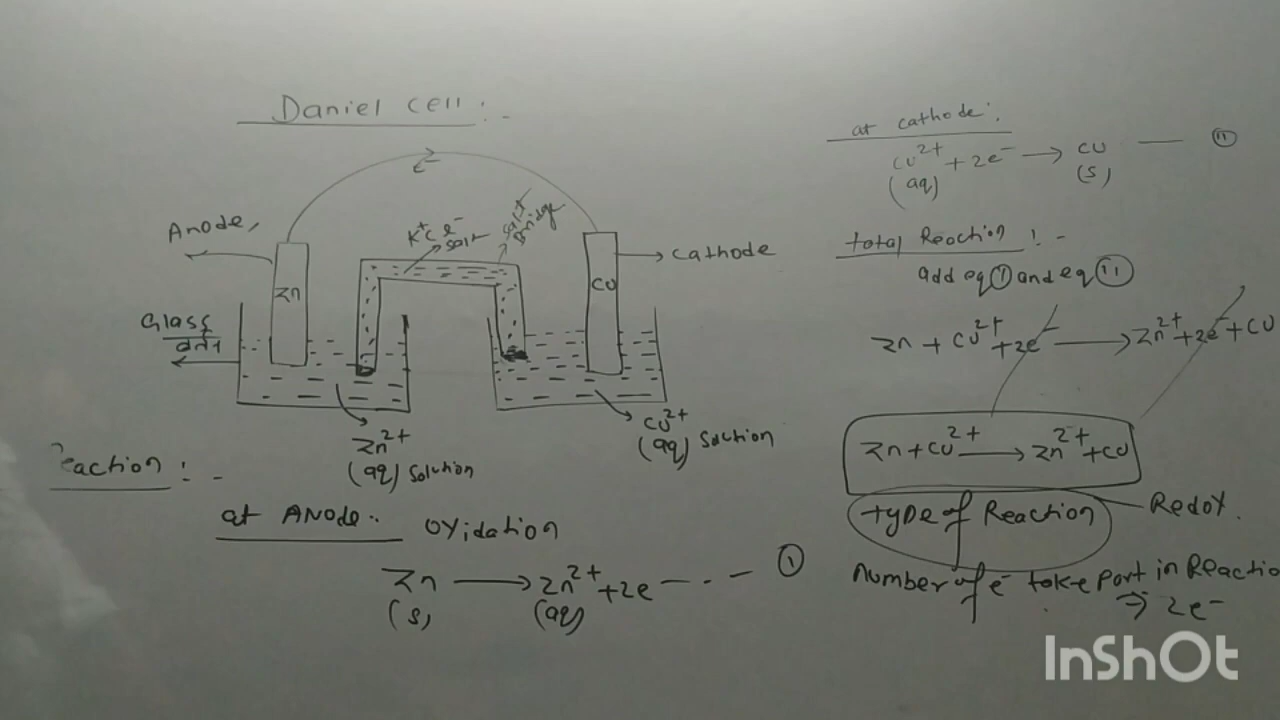 Daniel cell :-
e-
Anode,
K+cl- salt
salt Bridge
cathode
Zn
CU
Glass
Zn2+
(aq) solution
CU2+
(aq) Solction
Reaction :-
at ANode :- Oxidation
Zn ⟶ Zn2+ + 2e - - - ①
(s) (aq)
at cathode :
CU2+ + 2e- ⟶ CU — ⑪
(aq) (s)
total Reaction :-
add eq ① and eq ⑪
Zn + CU2+ + 2e- ⟶ Zn2+ + 2e- + CU
Zn + CU2+ ⟶ Zn2+ + CU
type of Reaction — Redox.
number of e- take part in Reactio
⇒ 2e-
InShOt